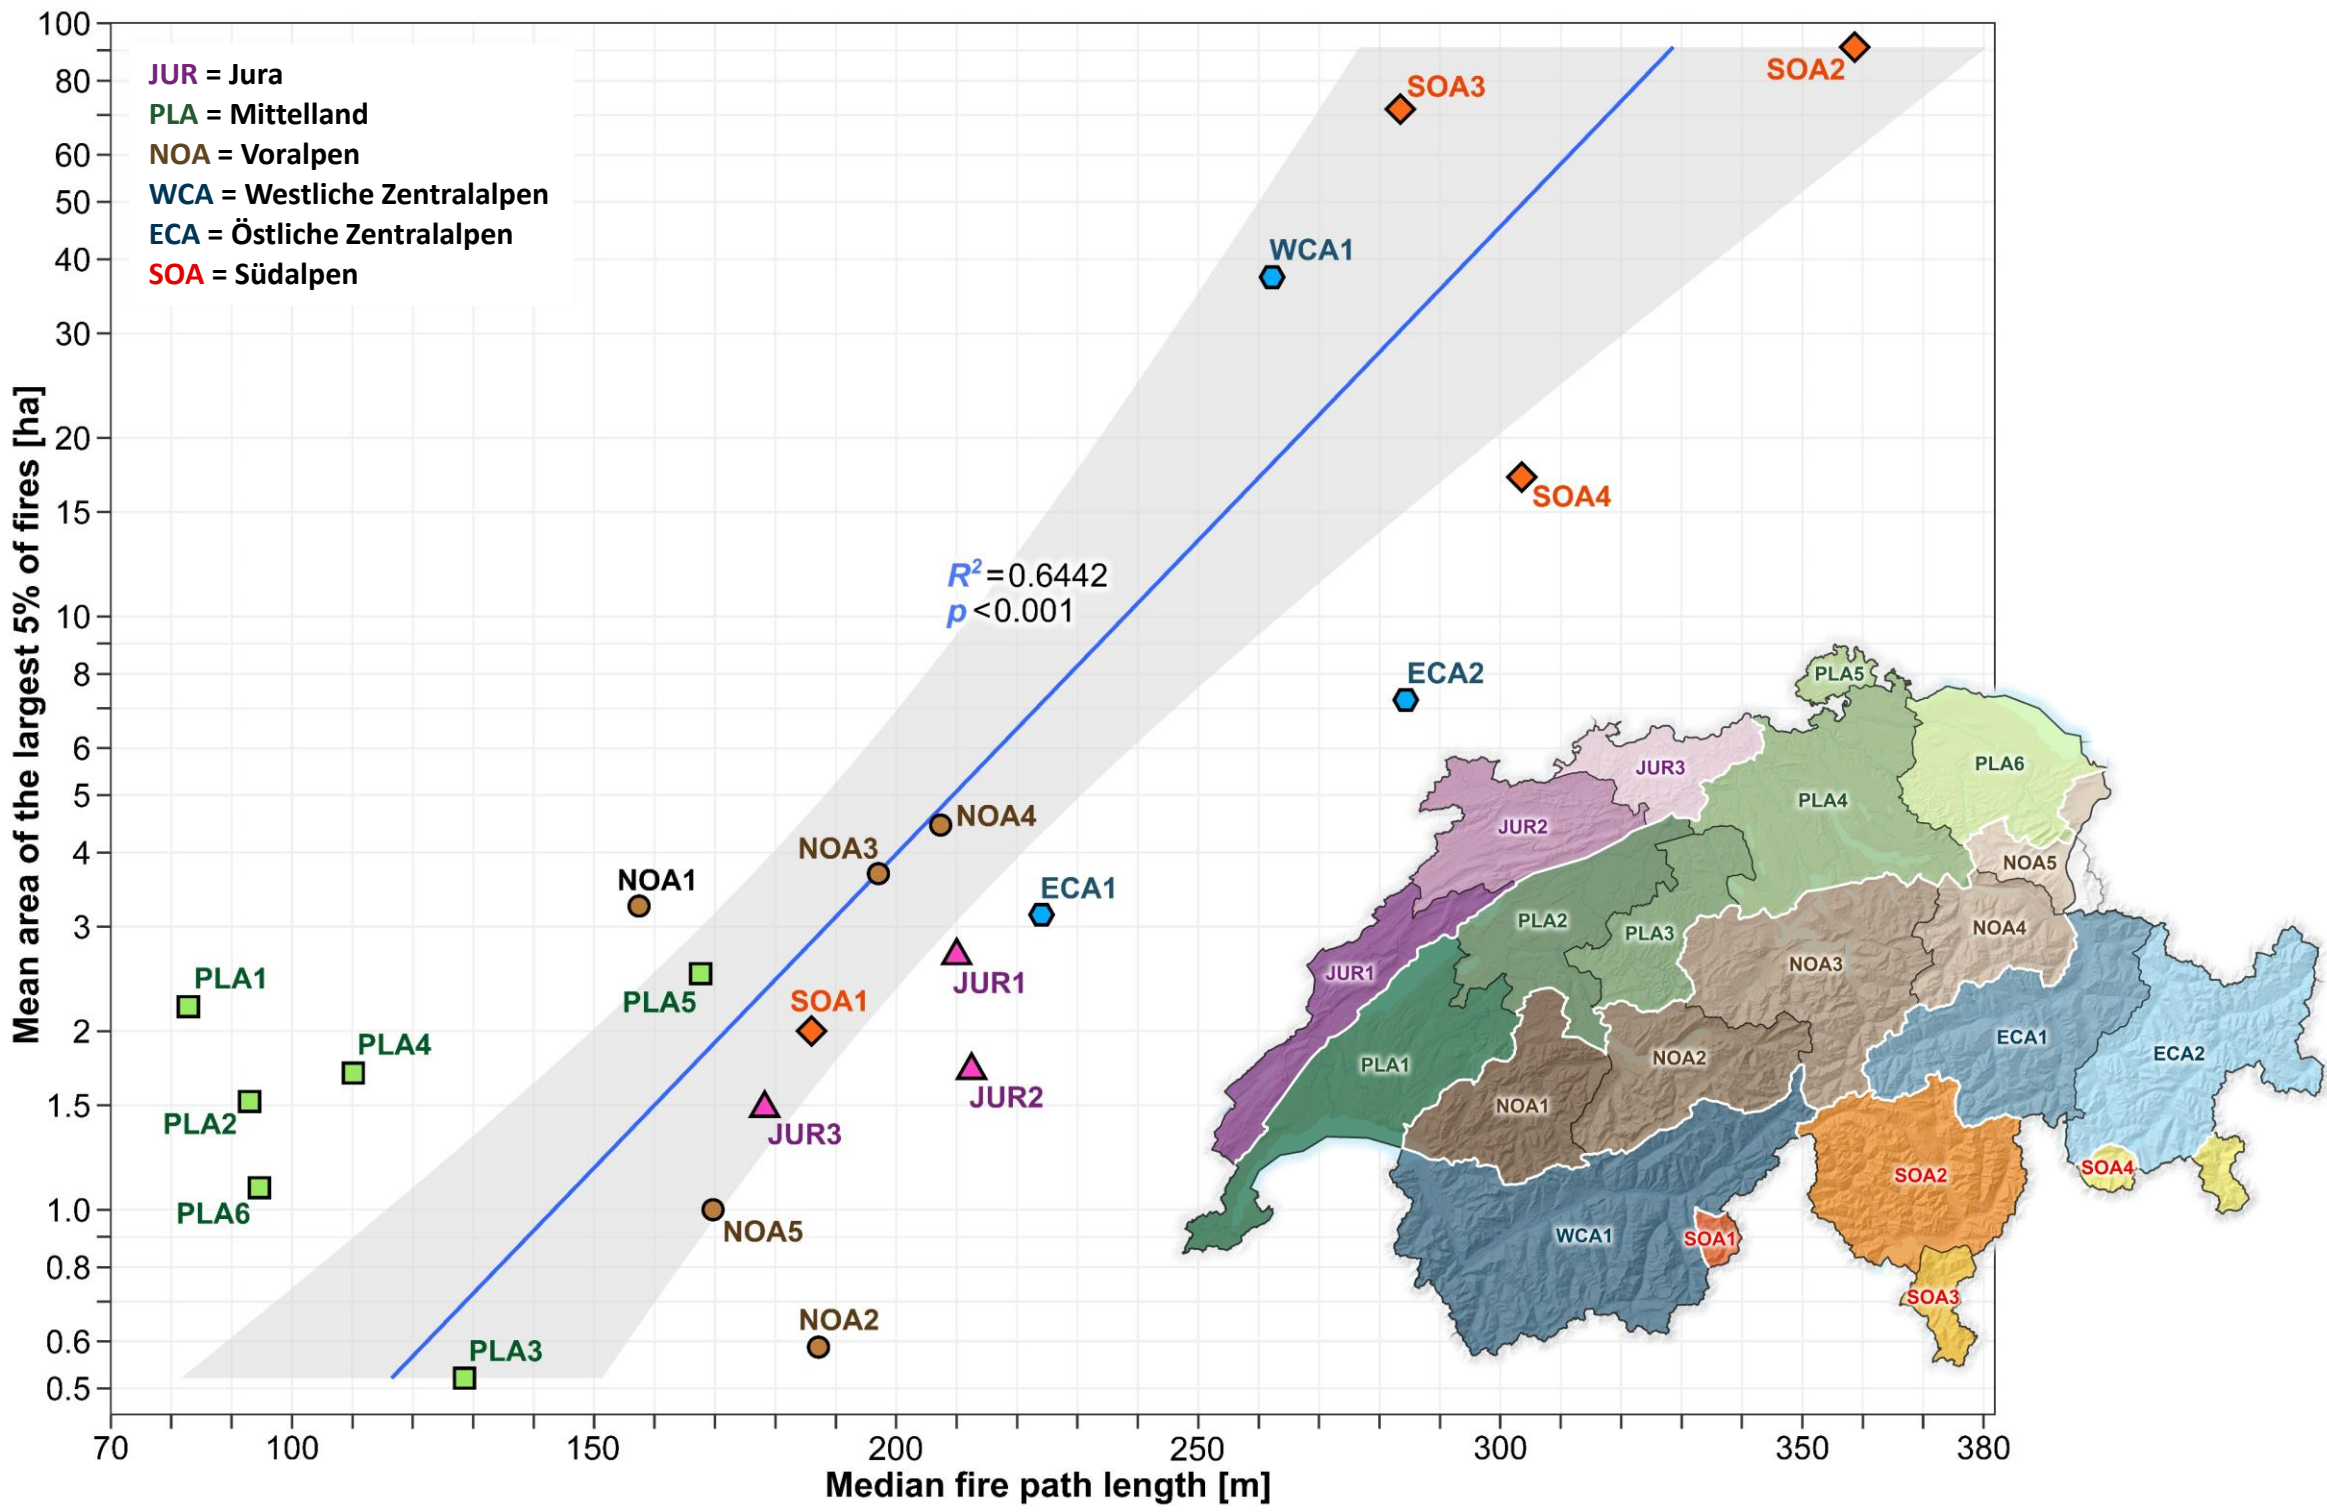 100
80
60
50
40
30
20
15
10
8
6
5
4
3
2
1.5
1.0
0.8
0.6
0.5
Mean area of the largest 5% of fires [ha]
JUR = Jura
PLA = Mittelland
NOA = Voralpen
WCA = Westliche Zentralalpen
ECA = Östliche Zentralalpen
SOA = Südalpen
SOA2
SOA3
WCA1
SOA4
R²=0.6442
p <0.001
ECA2
NOA4
NOA3
NOA1
ECA1
PLA1
PLA5
SOA1
JUR1
PLA4
PLA2
JUR2
JUR3
PLA6
NOA5
NOA2
PLA3
PLA5
JUR3
PLA6
PLA4
JUR2
NOA5
PLA2
PLA3
NOA4
JUR1
NOA3
ECA1
ECA2
PLA1
NOA2
NOA1
SOA4
SOA2
WCA1
SOA1
SOA3
70
100
150
200
250
300
350
380
Median fire path length [m]